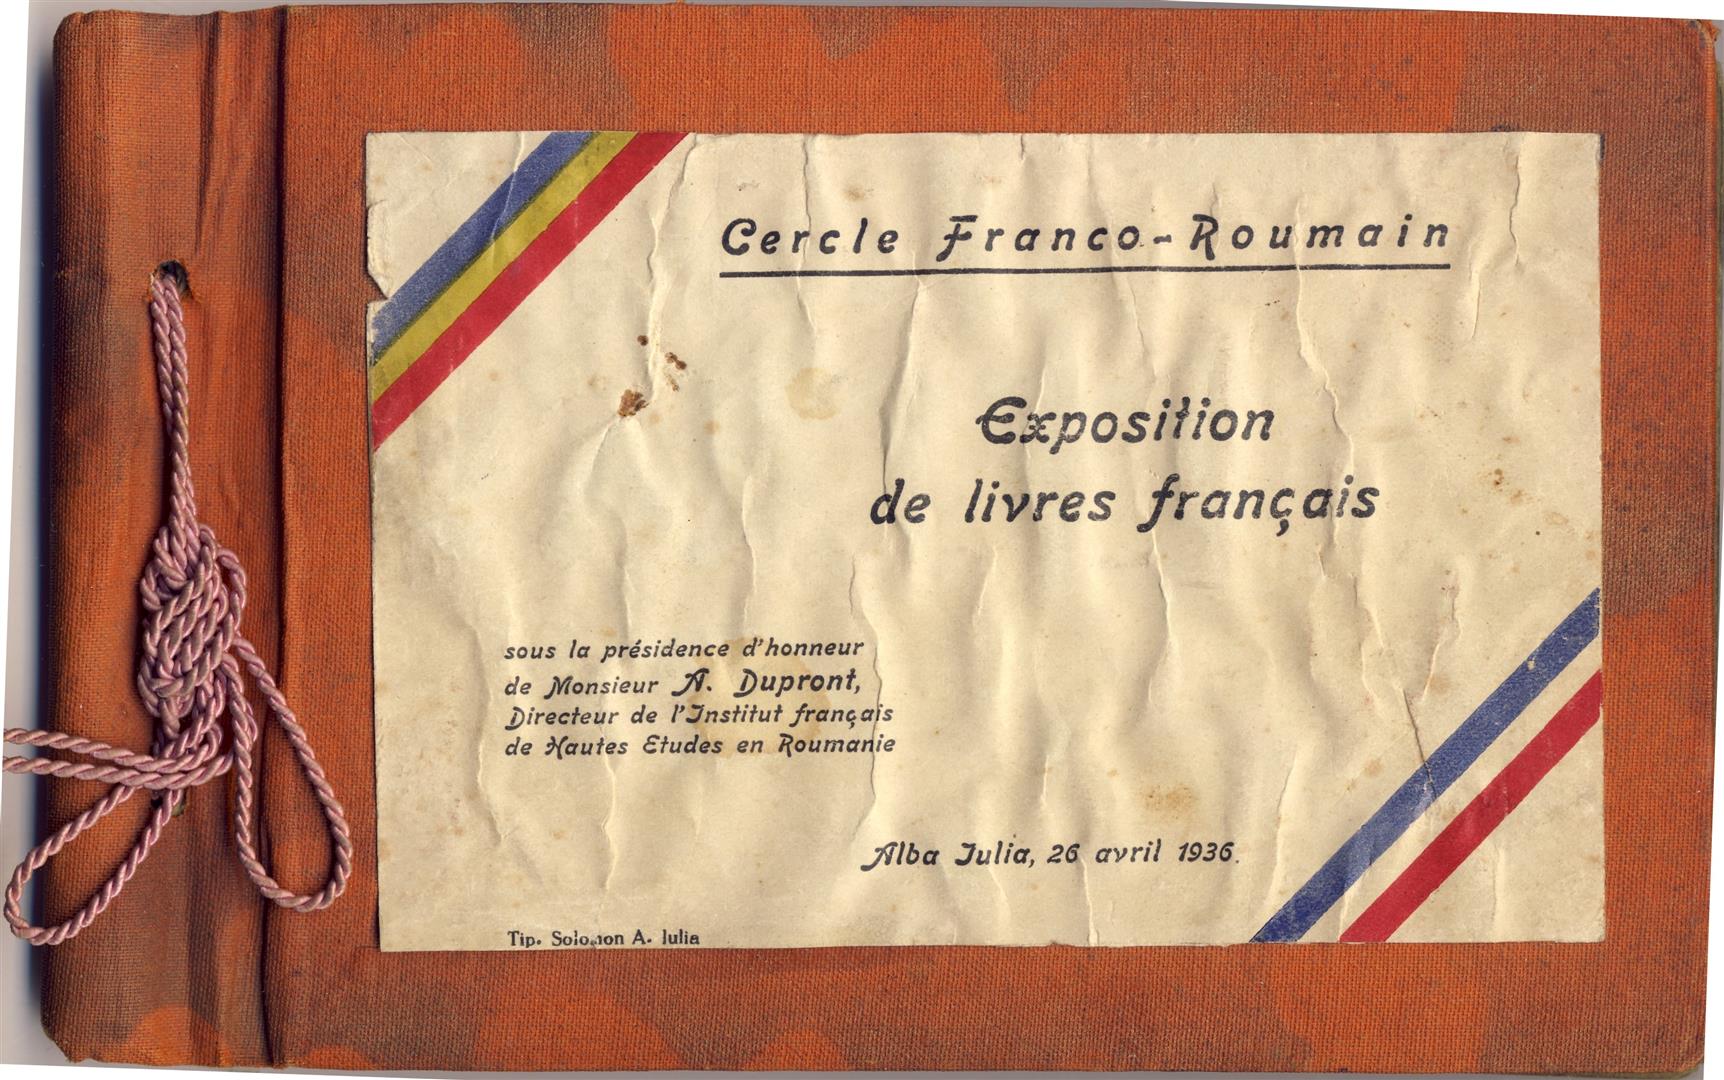 Cercle Franco-Roumain
Exposition
de livres français
sous la présidence d'honneur
de Monsieur A. Dupront,
Directeur de l'Institut français
de Hautes Etudes en Roumanie
Alba Iulia, 26 avril 1936.
Tip. Solomon A. Iulia